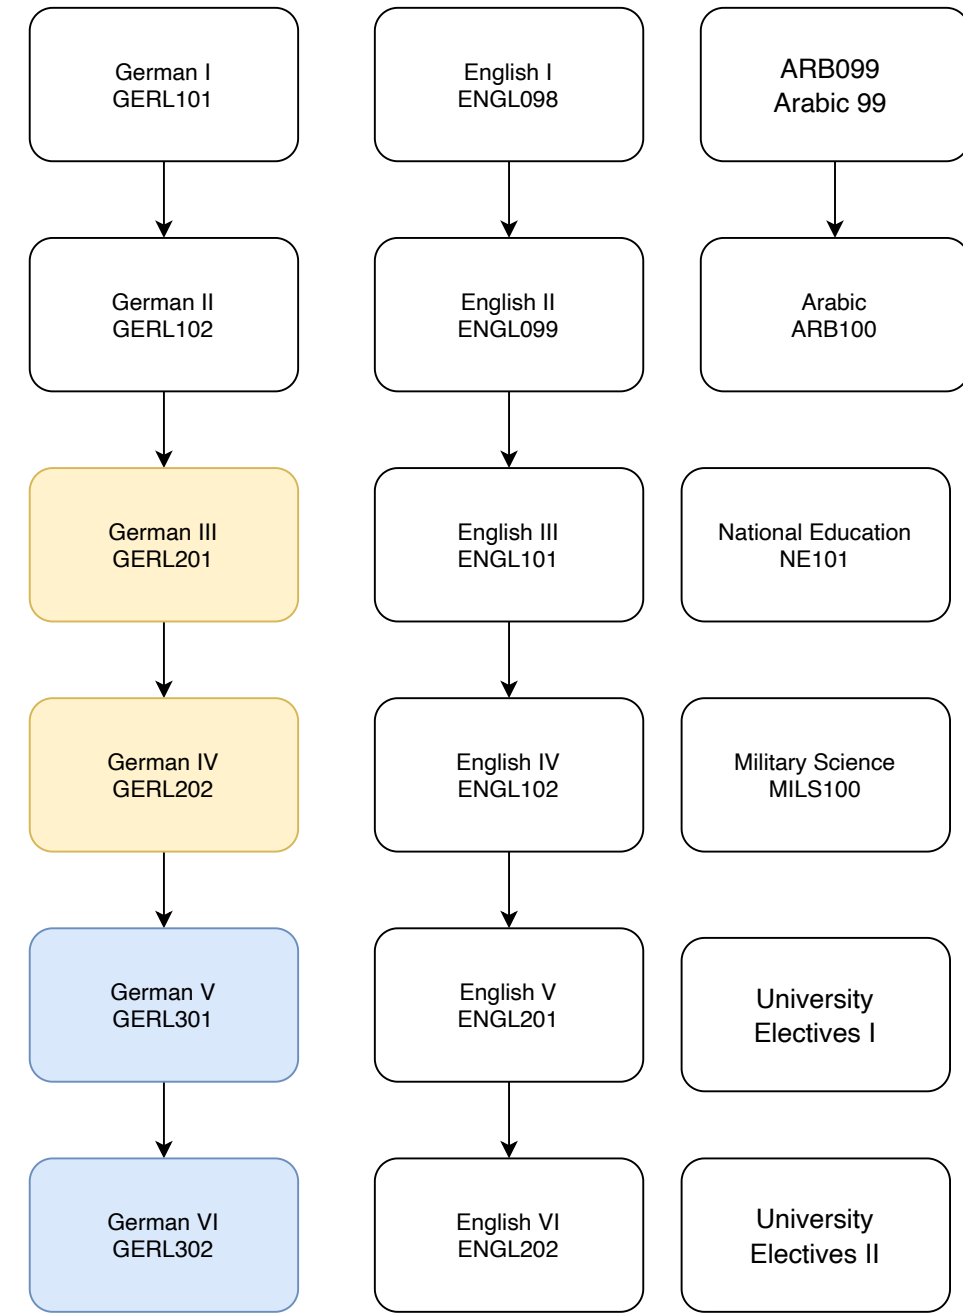 German I
GERL101
English I
ENGL098
ARB099
Arabic 99
German II
GERL102
English II
ENGL099
Arabic
ARB100
German III
GERL201
English III
ENGL101
National Education
NE101
German IV
GERL202
English IV
ENGL102
Military Science
MILS100
German V
GERL301
English V
ENGL201
University
Electives I
German VI
GERL302
English VI
ENGL202
University
Electives II